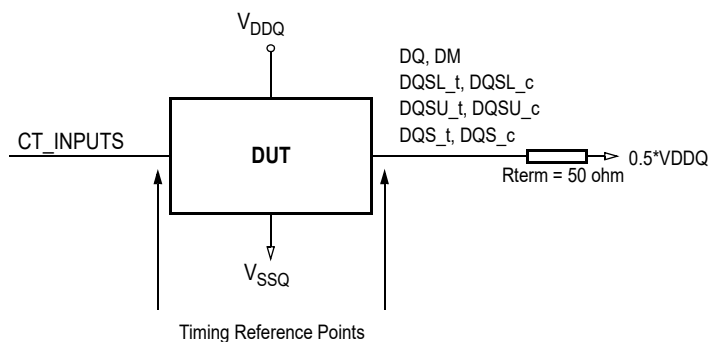 VDDQ
DQ, DM
DQSL_t, DQSL_c
DQSU_t, DQSU_c
DQS_t, DQS_c
CT_INPUTS
DUT
0.5*VDDQ
Rterm = 50 ohm
VSSQ
Timing Reference Points